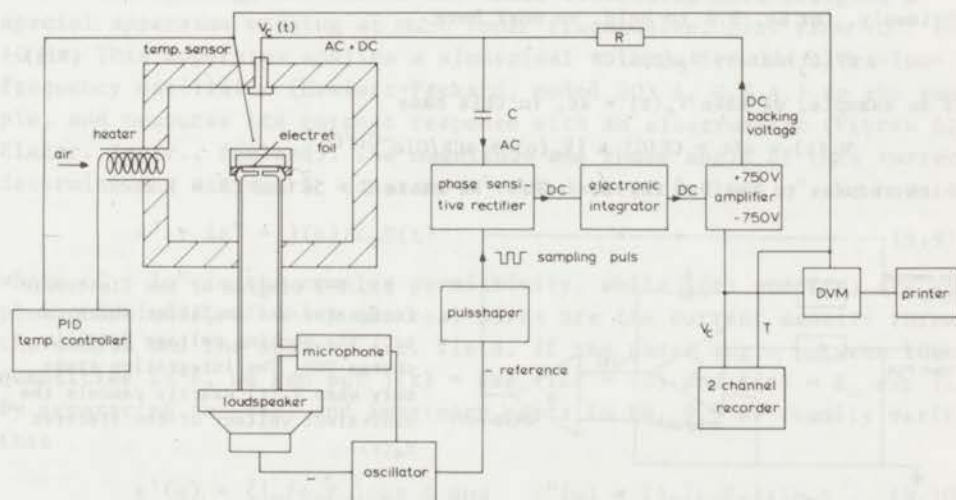 V_c(t)
temp. sensor
AC + DC
R
heater
electret
foil
air
C
AC
DC
backing
voltage
phase sensi-
tive rectifier
DC
electronic
integrator
DC
+750V
amplifier
-750V
sampling puls
PID
temp controller
microphone
pulsshaper
DVM
printer
V_c
T
reference
loudspeaker
2 channel
recorder
oscillator